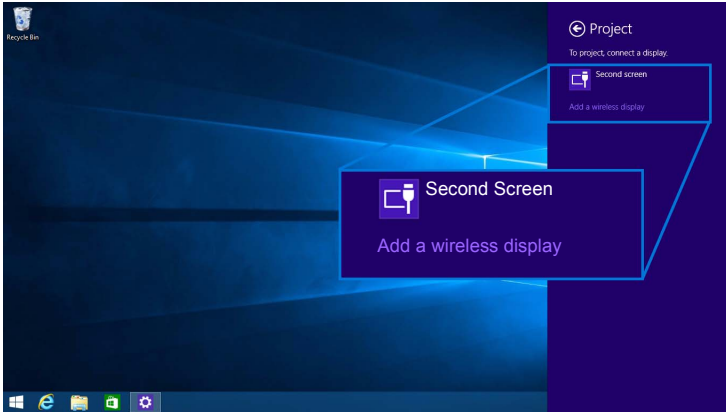 Recycle Bin
Project
To project, connect a display.
Second screen
Add a wireless display
Second Screen
Add a wireless display